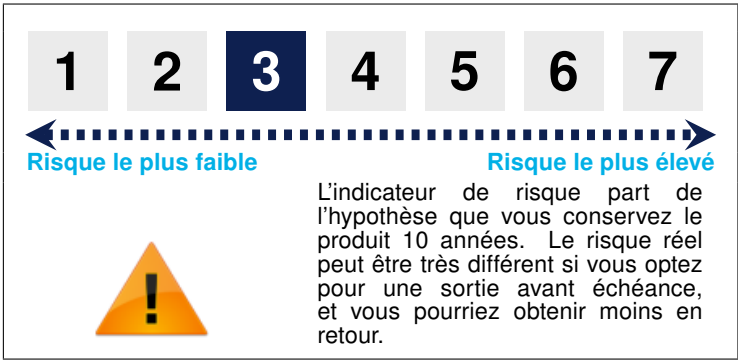 1 2 3 4 5 6 7
Risque le plus faible Risque le plus élevé
L'indicateur de risque part de
l'hypothèse que vous conservez le
produit 10 années. Le risque réel
peut être très différent si vous optez
pour une sortie avant échéance,
et vous pourriez obtenir moins en
retour.